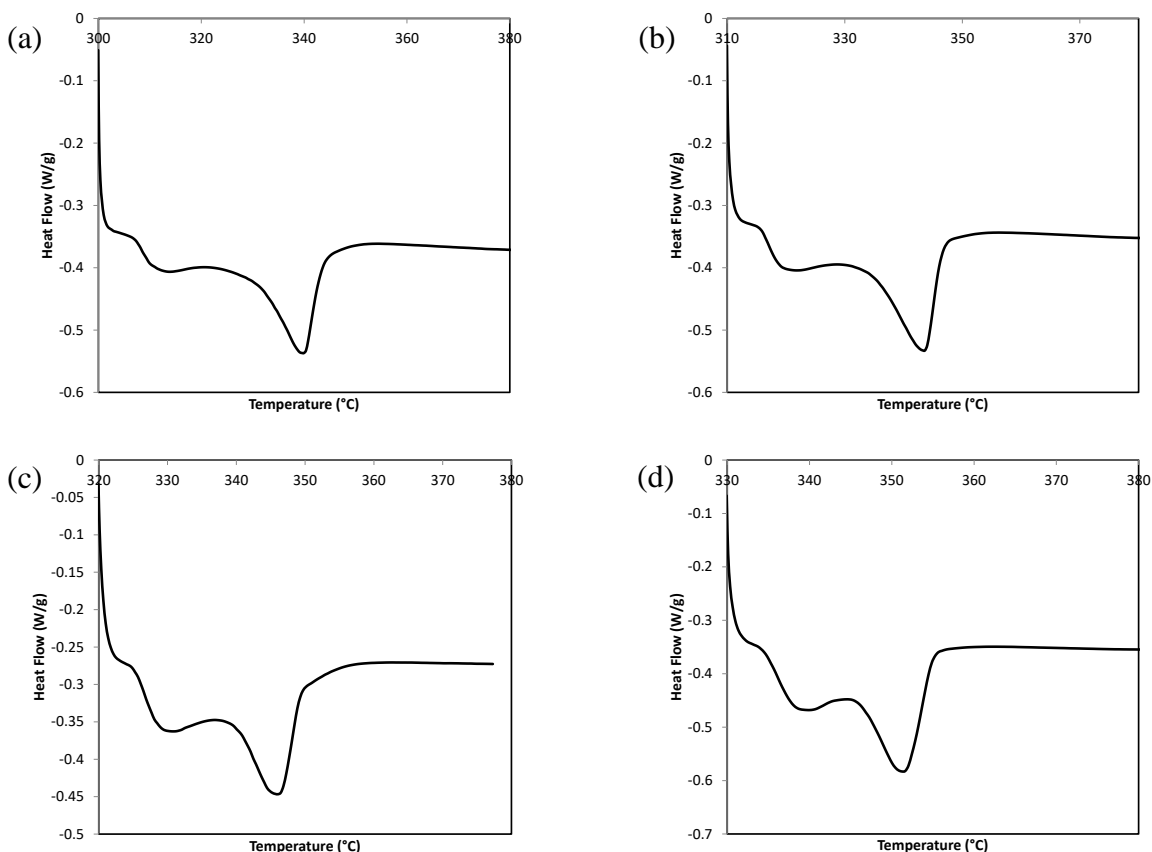 (a)
0
300 320 340 360 380
-0.1
-0.2
-0.3
-0.4
-0.5
-0.6
Heat Flow (W/g)
Temperature (°C)
(b)
0
310 330 350 370
-0.1
-0.2
-0.3
-0.4
-0.5
-0.6
Heat Flow (W/g)
Temperature (°C)
(c)
0
320 330 340 350 360 370 380
-0.05
-0.1
-0.15
-0.2
-0.25
-0.3
-0.35
-0.4
-0.45
-0.5
Heat Flow (W/g)
Temperature (°C)
(d)
0
330 340 350 360 370 380
-0.1
-0.2
-0.3
-0.4
-0.5
-0.6
-0.7
Heat Flow (W/g)
Temperature (°C)